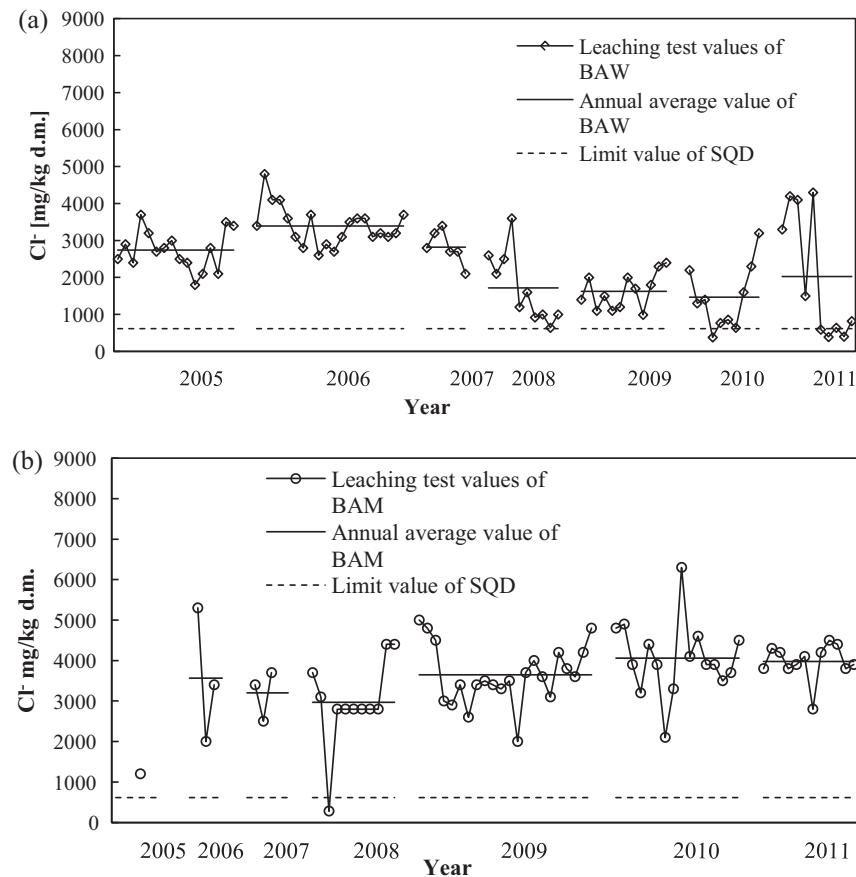 (a)
9000
8000
7000
6000
5000
4000
3000
2000
1000
0
Cl- [mg/kg d.m.]
Leaching test values of
BAW
Annual average value of
BAW
Limit value of SQD
2005 2006 2007 2008 2009 2010 2011
Year
(b)
9000
8000
7000
6000
5000
4000
3000
2000
1000
0
Cl- mg/kg d.m.
Leaching test values of
BAM
Annual average value of
BAM
Limit value of SQD
2005 2006 2007 2008 2009 2010 2011
Year